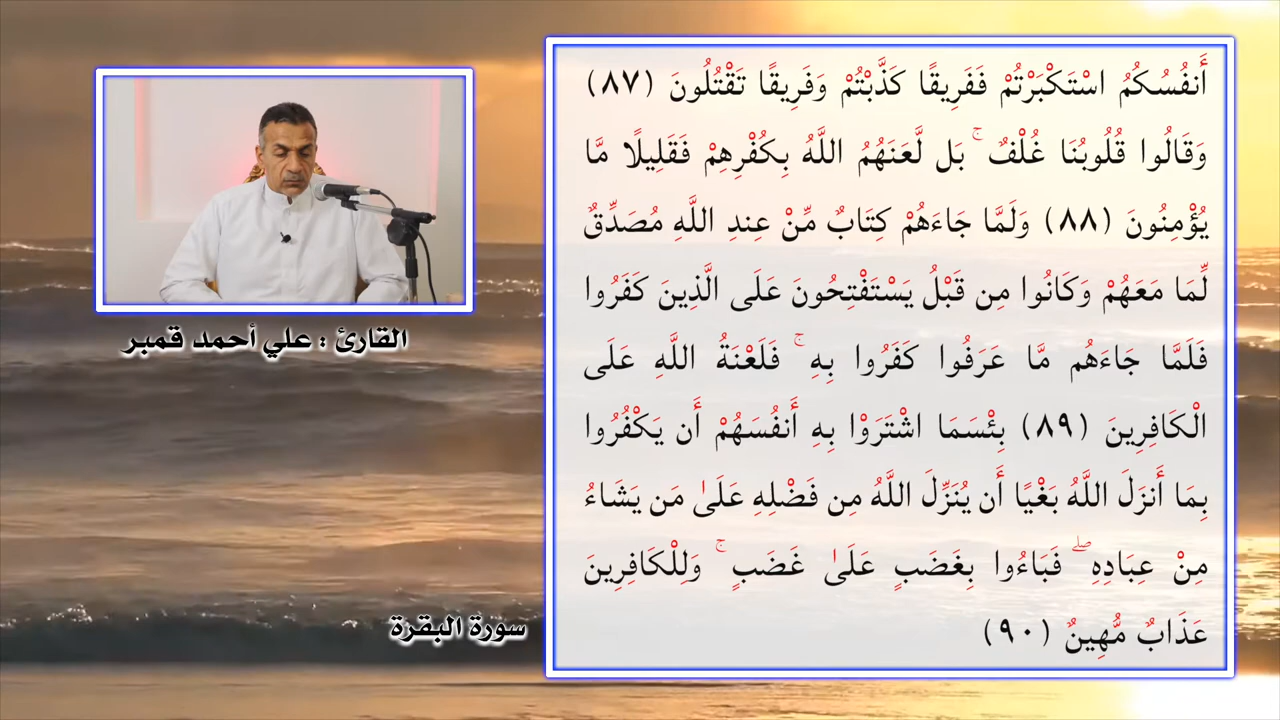 أَنفُسُكُمُ اسْتَكْبَرْتُمْ فَفَرِيقًا كَذَّبْتُمْ وَفَرِيقًا تَقْتُلُونَ (٨٧)
وَقَالُوا قُلُوبُنَا غُلْفٌ ۚ بَل لَّعَنَهُمُ اللَّهُ بِكُفْرِهِمْ فَقَلِيلًا مَّا
يُؤْمِنُونَ (٨٨) وَلَمَّا جَاءَهُمْ كِتَابٌ مِّنْ عِندِ اللَّهِ مُصَدِّقٌ
لِّمَا مَعَهُمْ وَكَانُوا مِن قَبْلُ يَسْتَفْتِحُونَ عَلَى الَّذِينَ كَفَرُوا
فَلَمَّا جَاءَهُم مَّا عَرَفُوا كَفَرُوا بِهِ ۚ فَلَعْنَةُ اللَّهِ عَلَى
الْكَافِرِينَ (٨٩) بِئْسَمَا اشْتَرَوْا بِهِ أَنفُسَهُمْ أَن يَكْفُرُوا
بِمَا أَنزَلَ اللَّهُ بَغْيًا أَن يُنَزِّلَ اللَّهُ مِن فَضْلِهِ عَلَىٰ مَن يَشَاءُ
مِنْ عِبَادِهِ ۖ فَبَاءُوا بِغَضَبٍ عَلَىٰ غَضَبٍ ۚ وَلِلْكَافِرِينَ
عَذَابٌ مُّهِينٌ (٩٠)
القارئ : علي أحمد قمبر
سورة البقرة